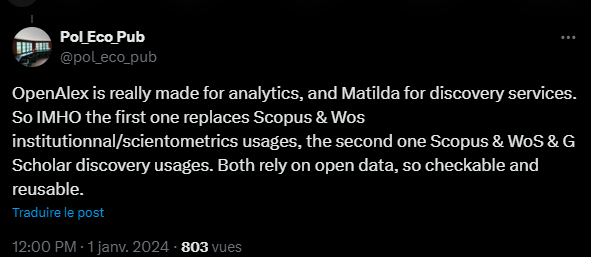 Pol_Eco_Pub
@pol_eco_pub
OpenAlex is really made for analytics, and Matilda for discovery services.
So IMHO the first one replaces Scopus & Wos
institutionnal/scientometrics usages, the second one Scopus & WoS & G
Scholar discovery usages. Both rely on open data, so checkable and
reusable.
Traduire le post
12:00 PM · 1 janv. 2024 · 803 vues